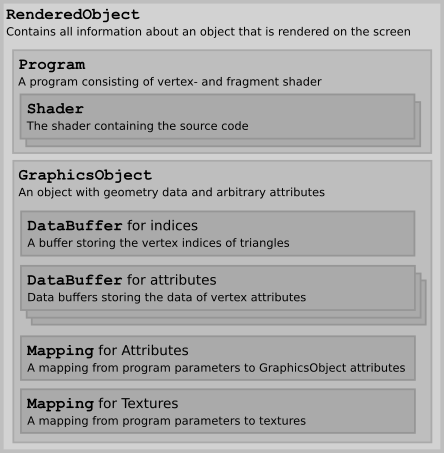 RenderedObject
Contains all information about an object that is rendered on the screen
Program
A program consisting of vertex- and fragment shader
Shader
The shader containing the source code
GraphicsObject
An object with geometry data and arbitrary attributes
DataBuffer for indices
A buffer storing the vertex indices of triangles
DataBuffer for attributes
Data buffers storing the data of vertex attributes
Mapping for Attributes
A mapping from program parameters to GraphicsObject attributes
Mapping for Textures
A mapping from program parameters to textures